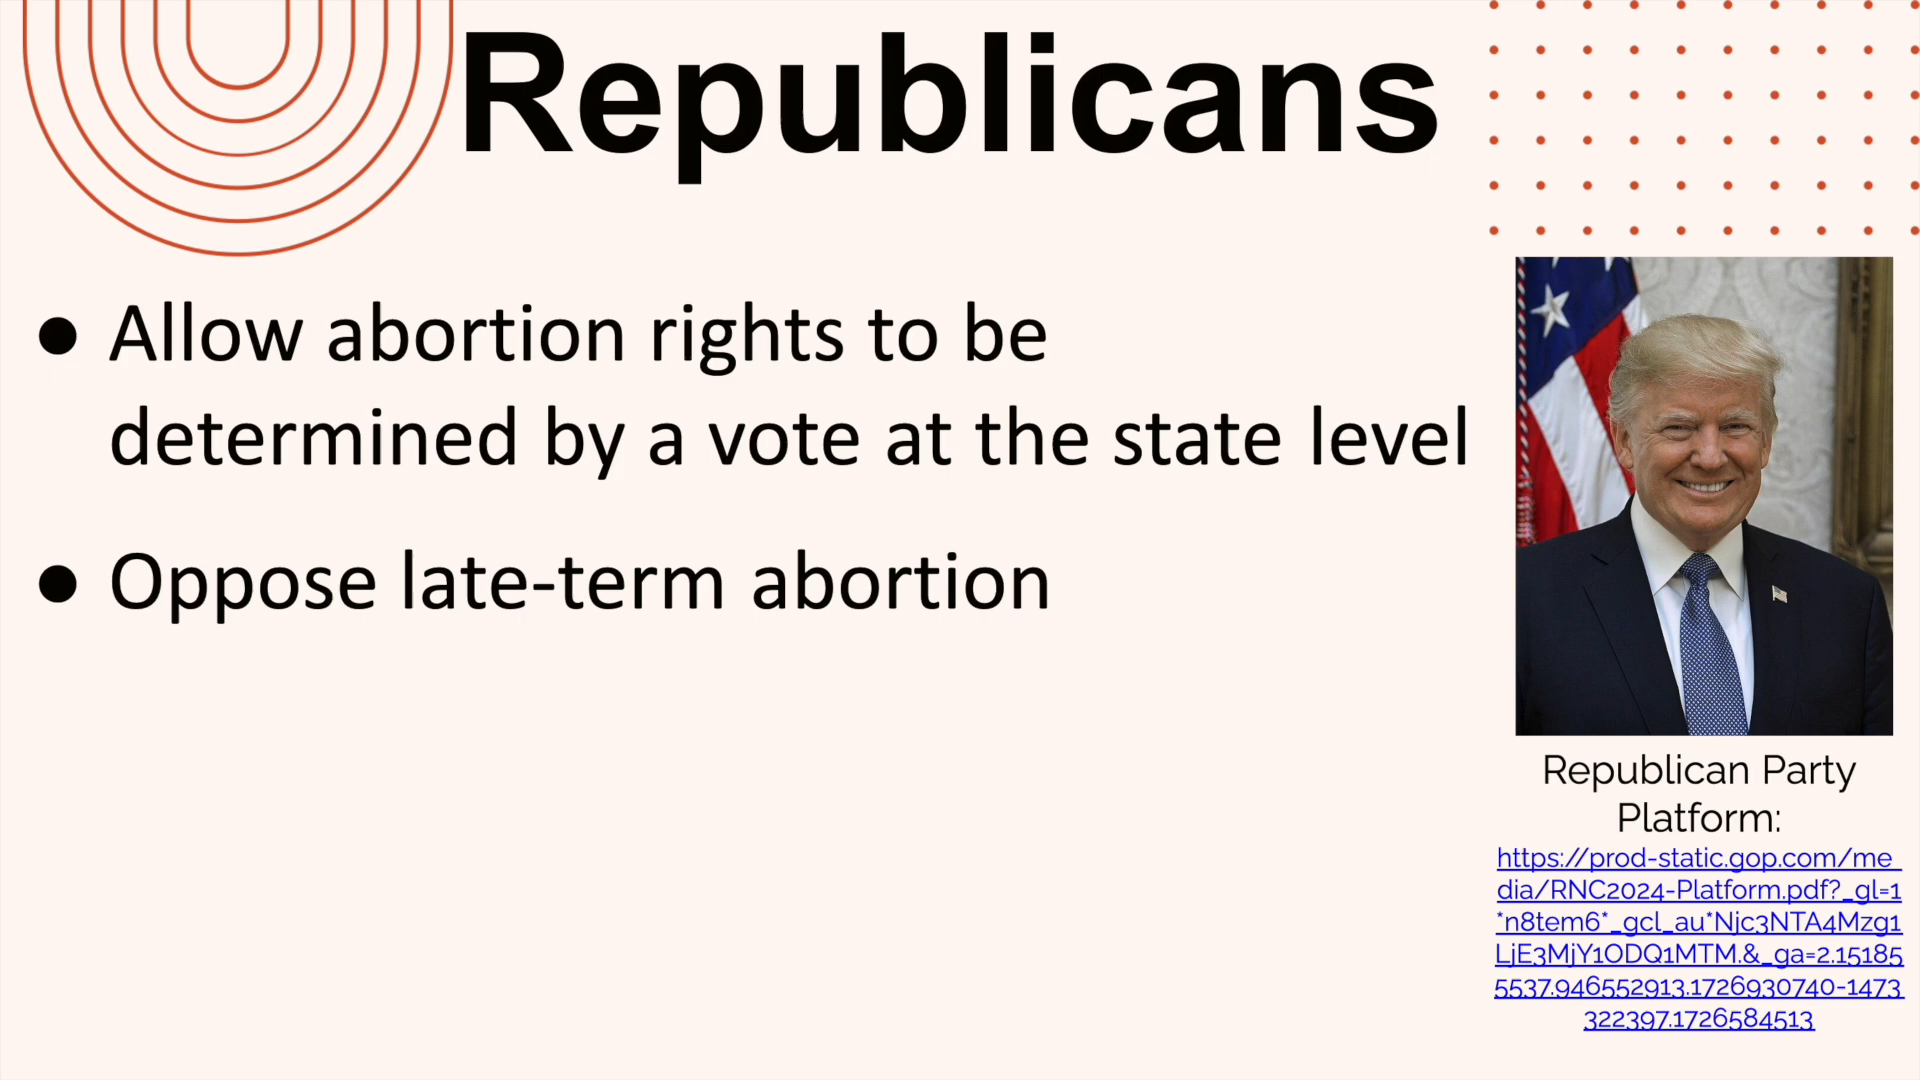 Republicans
● Allow abortion rights to be
determined by a vote at the state level
● Oppose late-term abortion
Republican Party
Platform:
https://prod-static.gop.com/me
dia/RNC2024-Platform.pdf?_gl=1
*n8tem6*_gcl_au*Njc3NTA4Mzg1
LjE3MjY1ODQ1MTM.&_ga=2.15185
5537.946552913.1726930740-1473
322397.1726584513